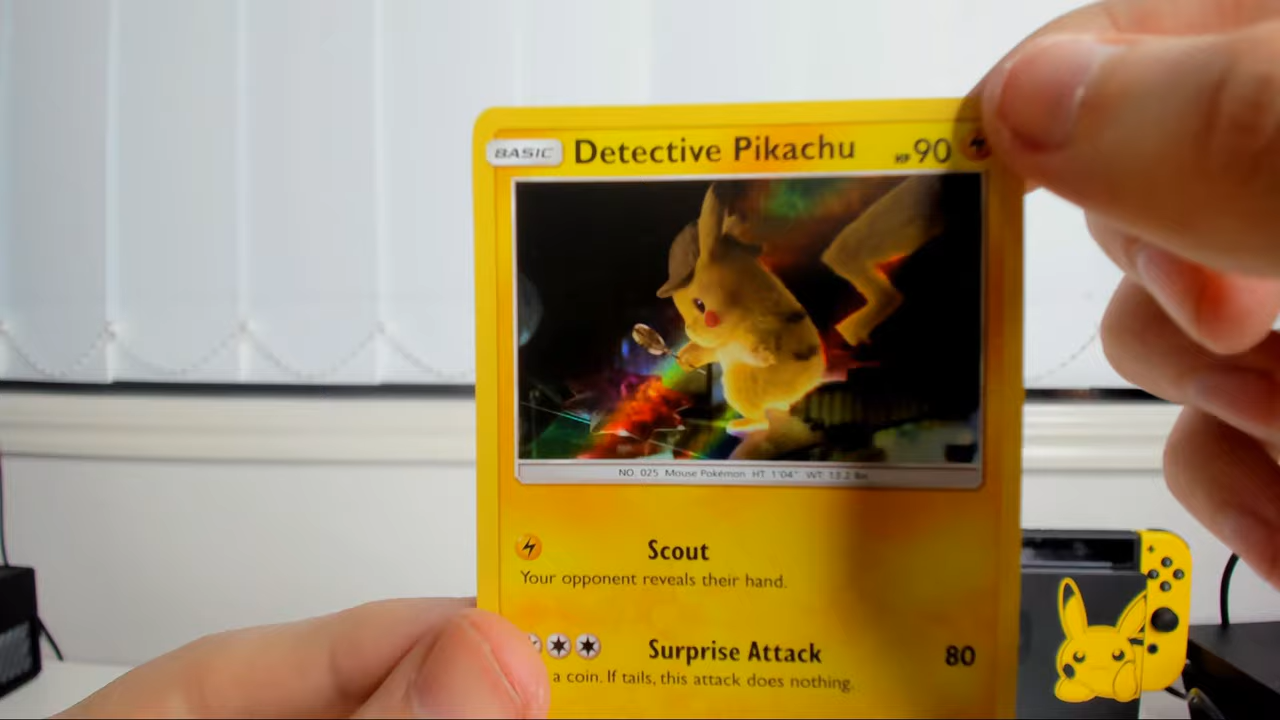 BASIC Detective Pikachu HP 90
NO. 025 Mouse Pokémon HT: 1'04" WT: 13.2 lbs.
Scout
Your opponent reveals their hand.
Surprise Attack 80
a coin. If tails, this attack does nothing.